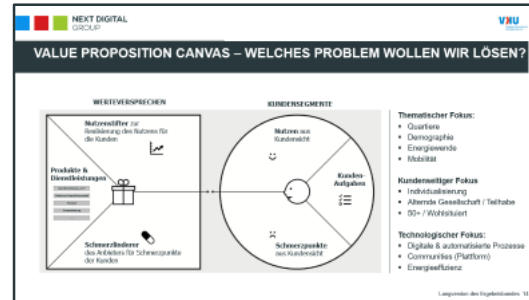 NEXT DIGITAL
GROUP
VKU
VALUE PROPOSITION CANVAS – WELCHES PROBLEM WOLLEN WIR LÖSEN?
WERTEVERSPRECHEN
KUNDENSEGMENTE
Nutzenstifter zur
Realisierung des Nutzens für
die Kunden
Produkte &
Dienstleistungen
Schmerzlinderer
des Anbieters für Schmerzpunkte
der Kunden
Nutzen aus
Kundensicht
Kunden-
Aufgaben
Schmerzpunkte
aus Kundensicht
Thematischer Fokus:
Quartiere
Demographie
Energiewende
Mobilität
Kundenseitiger Fokus
Individualisierung
Alternde Gesellschaft / Teilhabe
50+ / Wohlsituiert
Technologischer Fokus:
Digitale & automatisierte Prozesse
Communities (Plattform)
Energieeffizienz
Langversion des Ergebnisbandes